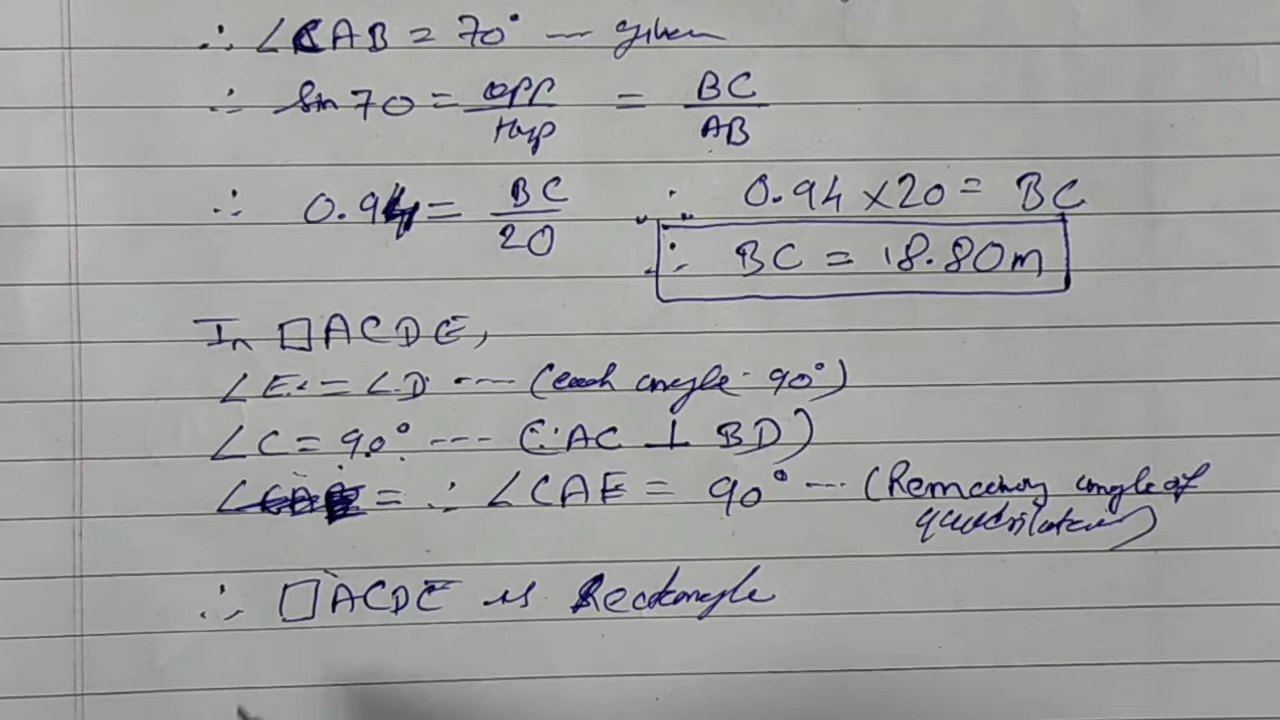 ∴ ∠CAB = 70° --- given
∴ Sin 70 = Opp/Hyp = BC/AB
∴ 0.94 = BC/20 ∴ 0.94 × 20 = BC
∴ BC = 18.80m
In □ACDE,
∠E = ∠D ---- (each angle 90°)
∠C = 90° --- (∵ AC ⊥ BD)
= ∴ ∠CAE = 90° --- (Remaining angle of
quadrilateral)
∴ □ACDE is Rectangle